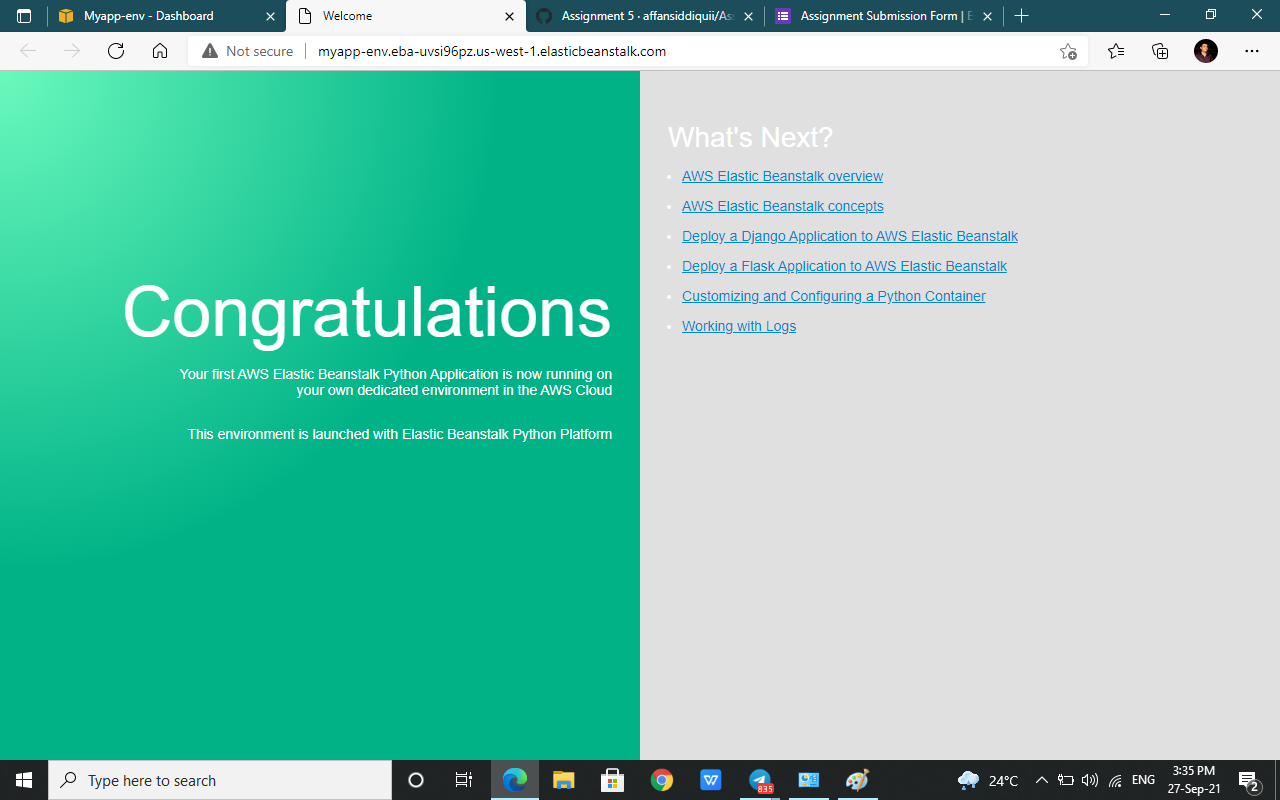 Myapp-env - Dashboard
Welcome
Assignment 5 · affansiddiquii/As
Assignment Submission Form | E
Not secure
myapp-env.eba-uvsi96pz.us-west-1.elasticbeanstalk.com
Congratulations
Your first AWS Elastic Beanstalk Python Application is now running on
your own dedicated environment in the AWS Cloud
This environment is launched with Elastic Beanstalk Python Platform
What's Next?
AWS Elastic Beanstalk overview
AWS Elastic Beanstalk concepts
Deploy a Django Application to AWS Elastic Beanstalk
Deploy a Flask Application to AWS Elastic Beanstalk
Customizing and Configuring a Python Container
Working with Logs
Type here to search
835
24°C
ENG
3:35 PM
27-Sep-21
2